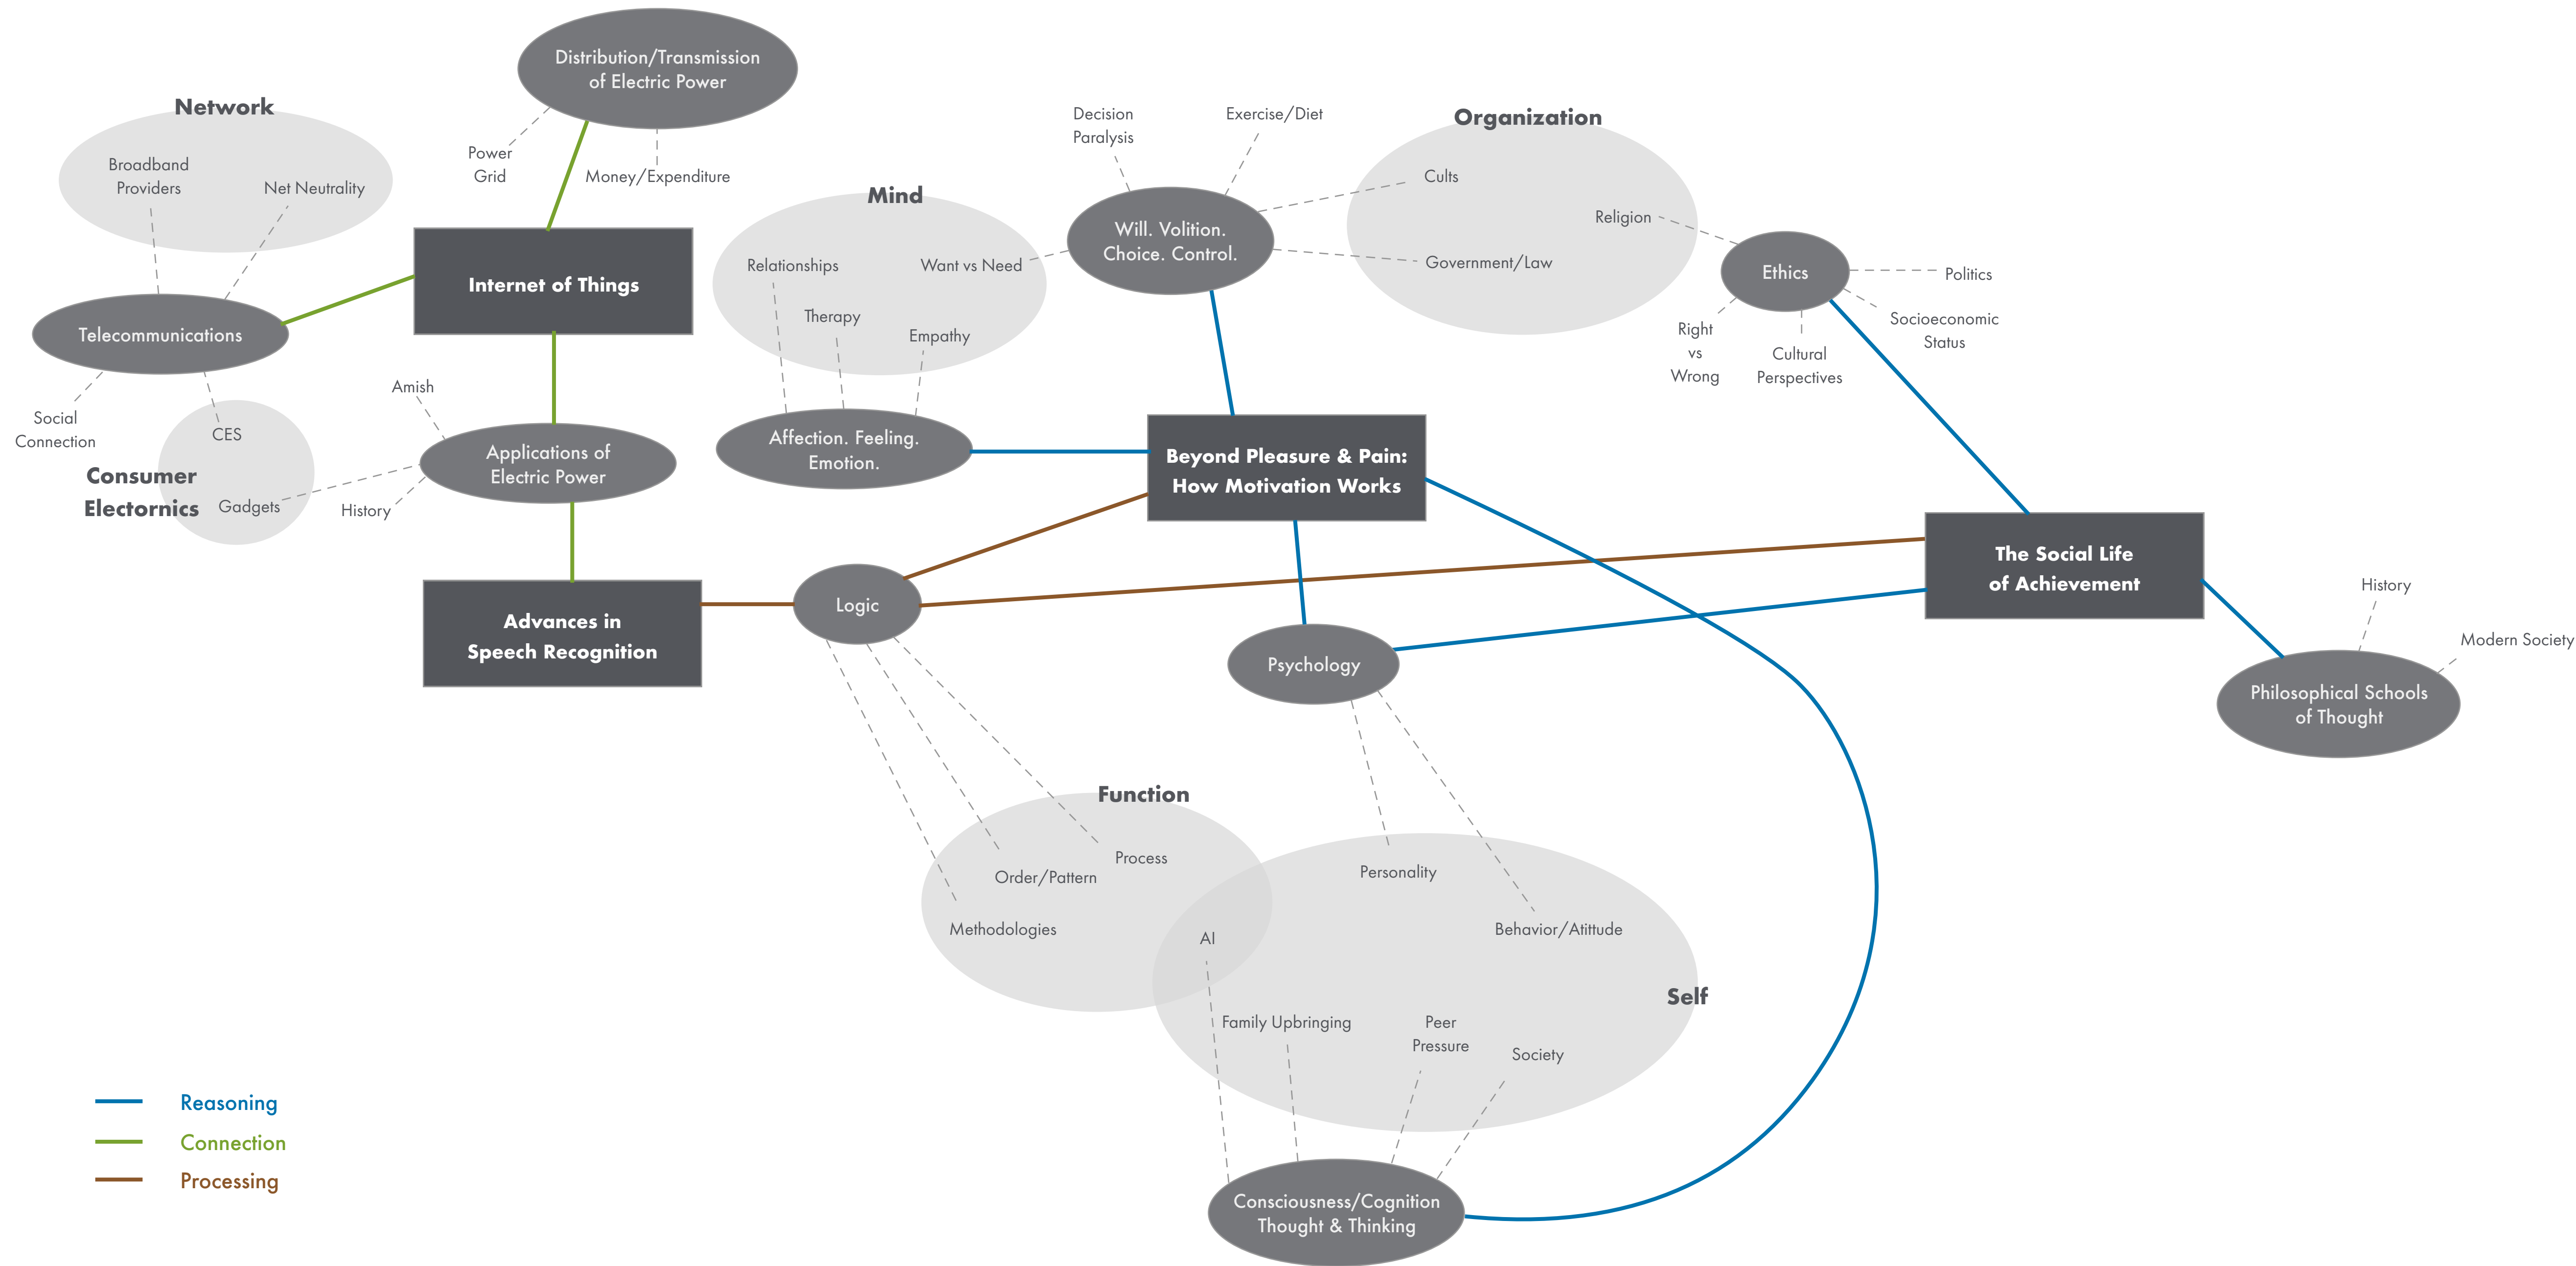 Distribution/Transmission
of Electric Power
Network
Broadband
Providers
Net Neutrality
Power
Grid
Money/Expenditure
Internet of Things
Telecommunications
Social
Connection
CES
Consumer
Electornics
Gadgets
Amish
Applications of
Electric Power
History
Advances in
Speech Recognition
Mind
Relationships
Want vs Need
Therapy
Empathy
Affection. Feeling.
Emotion.
Decision
Paralysis
Exercise/Diet
Will. Volition.
Choice. Control.
Organization
Cults
Religion
Government/Law
Ethics
Politics
Socioeconomic
Status
Right
vs
Wrong
Cultural
Perspectives
Beyond Pleasure & Pain:
How Motivation Works
The Social Life
of Achievement
Logic
Psychology
History
Modern Society
Philosophical Schools
of Thought
Function
Process
Order/Pattern
Methodologies
AI
Personality
Behavior/Atittude
Self
Family Upbringing
Peer
Pressure
Society
Consciousness/Cognition
Thought & Thinking
Reasoning
Connection
Processing